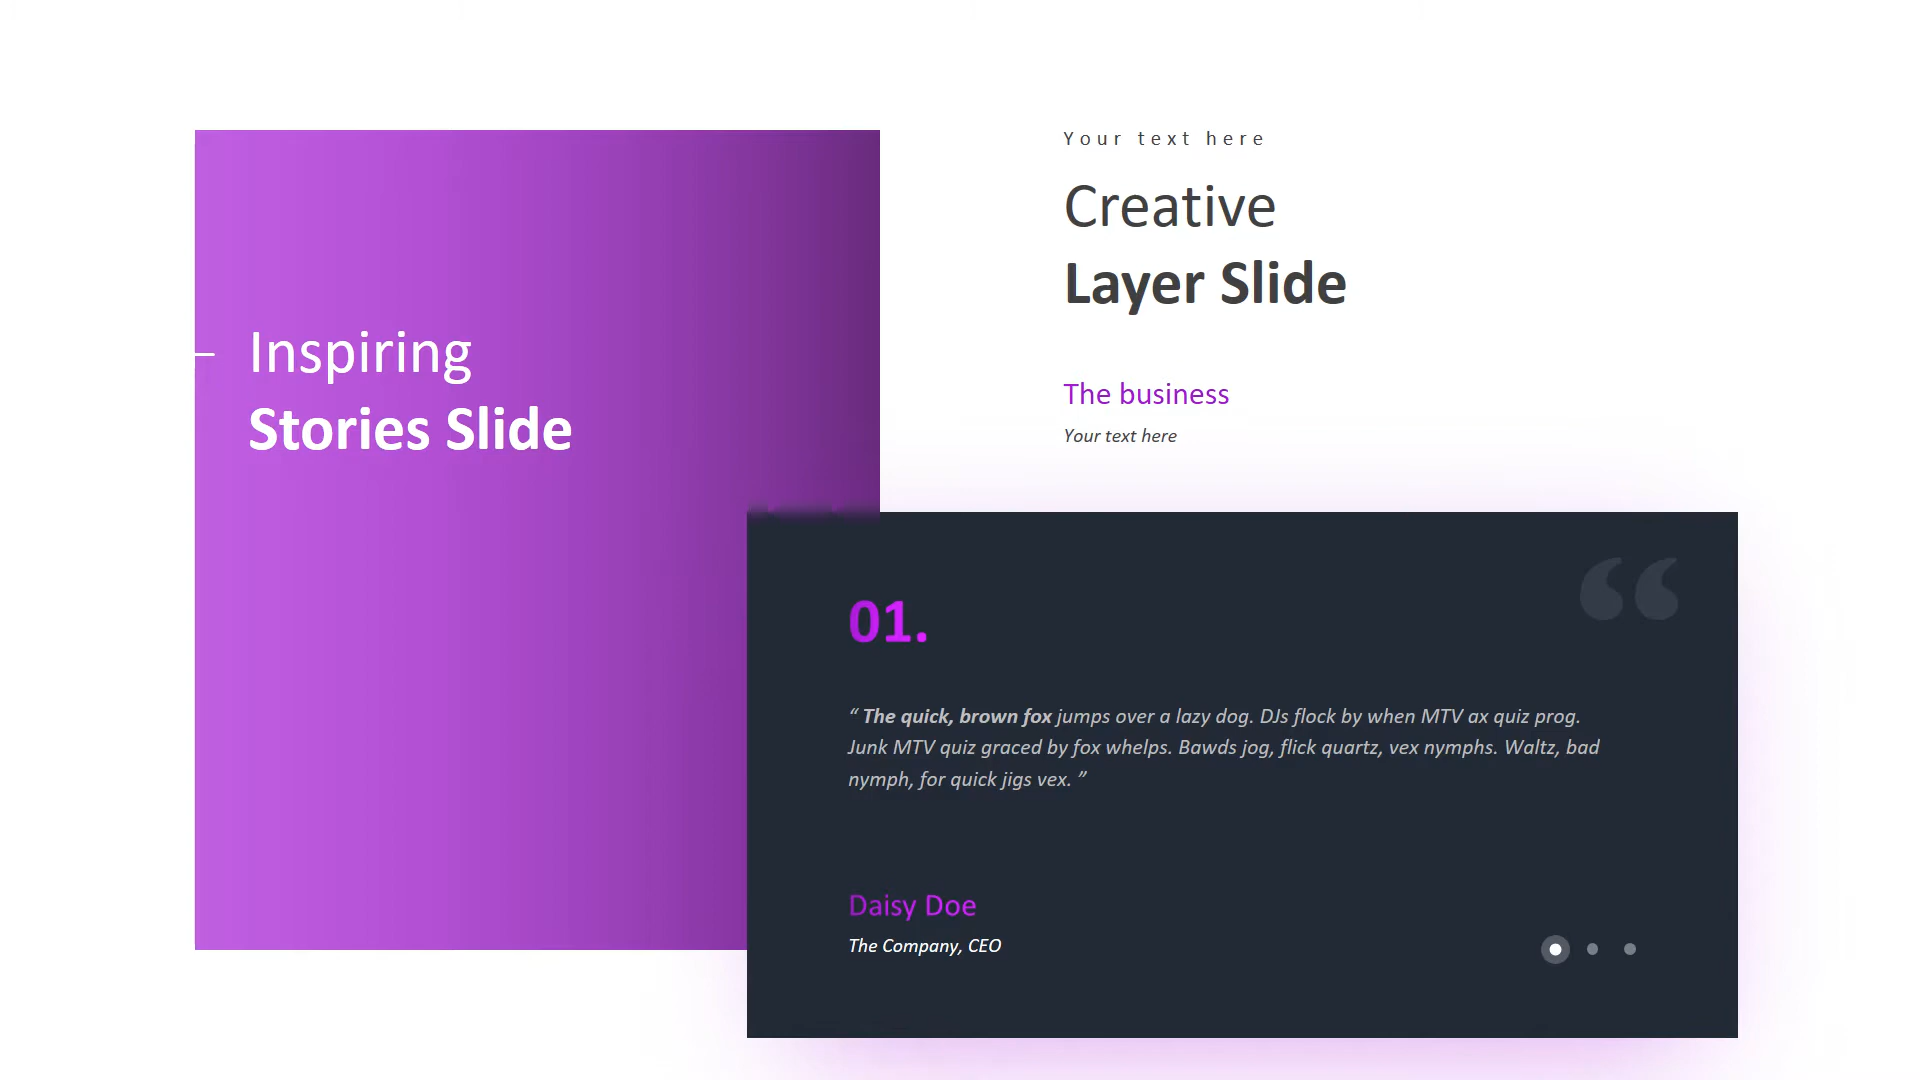 Inspiring
Stories Slide
Your text here
Creative
Layer Slide
The business
Your text here
“
01.
“ The quick, brown fox jumps over a lazy dog. DJs flock by when MTV ax quiz prog.
Junk MTV quiz graced by fox whelps. Bawds jog, flick quartz, vex nymphs. Waltz, bad
nymph, for quick jigs vex. ”
Daisy Doe
The Company, CEO